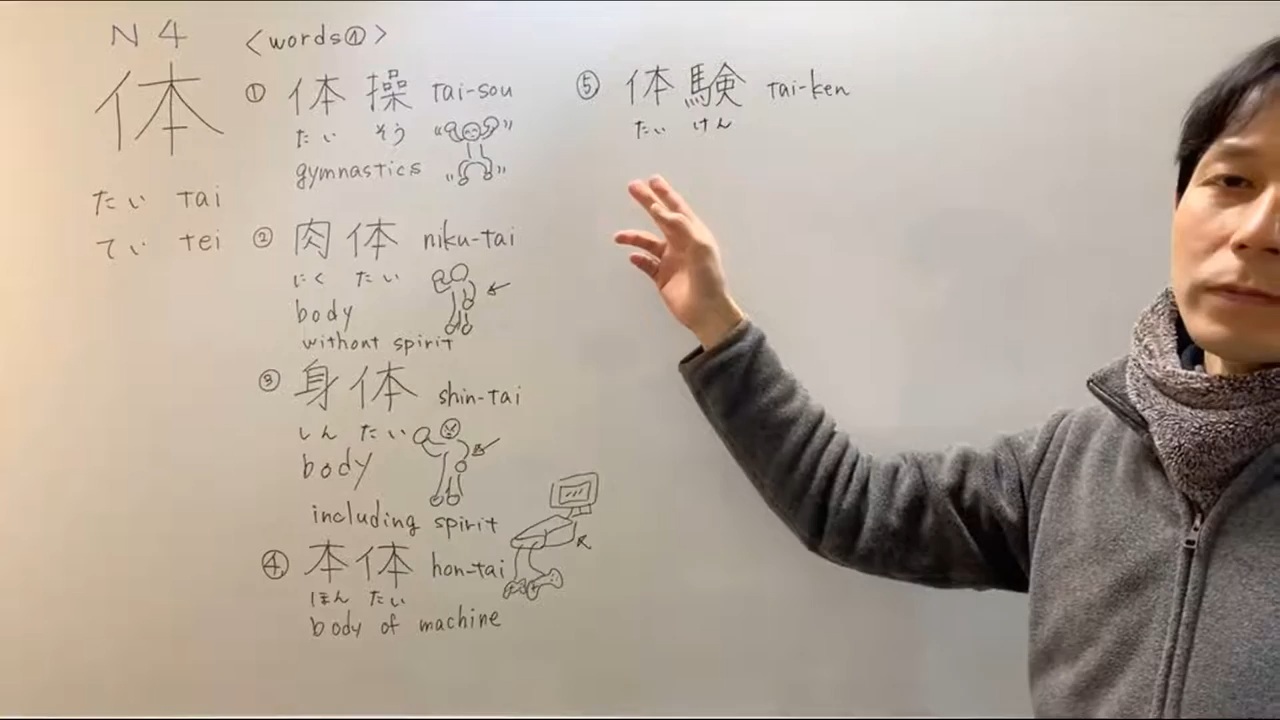 N4
体
たい tai
てい tei
<words①>
① 体操 tai-sou
たい そう
gymnastics
② 肉体 niku-tai
にく たい
body
without spirit
③ 身体 shin-tai
しん たい
body
including spirit
④ 本体 hon-tai
ほん たい
body of machine
⑤ 体験 tai-ken
たい けん